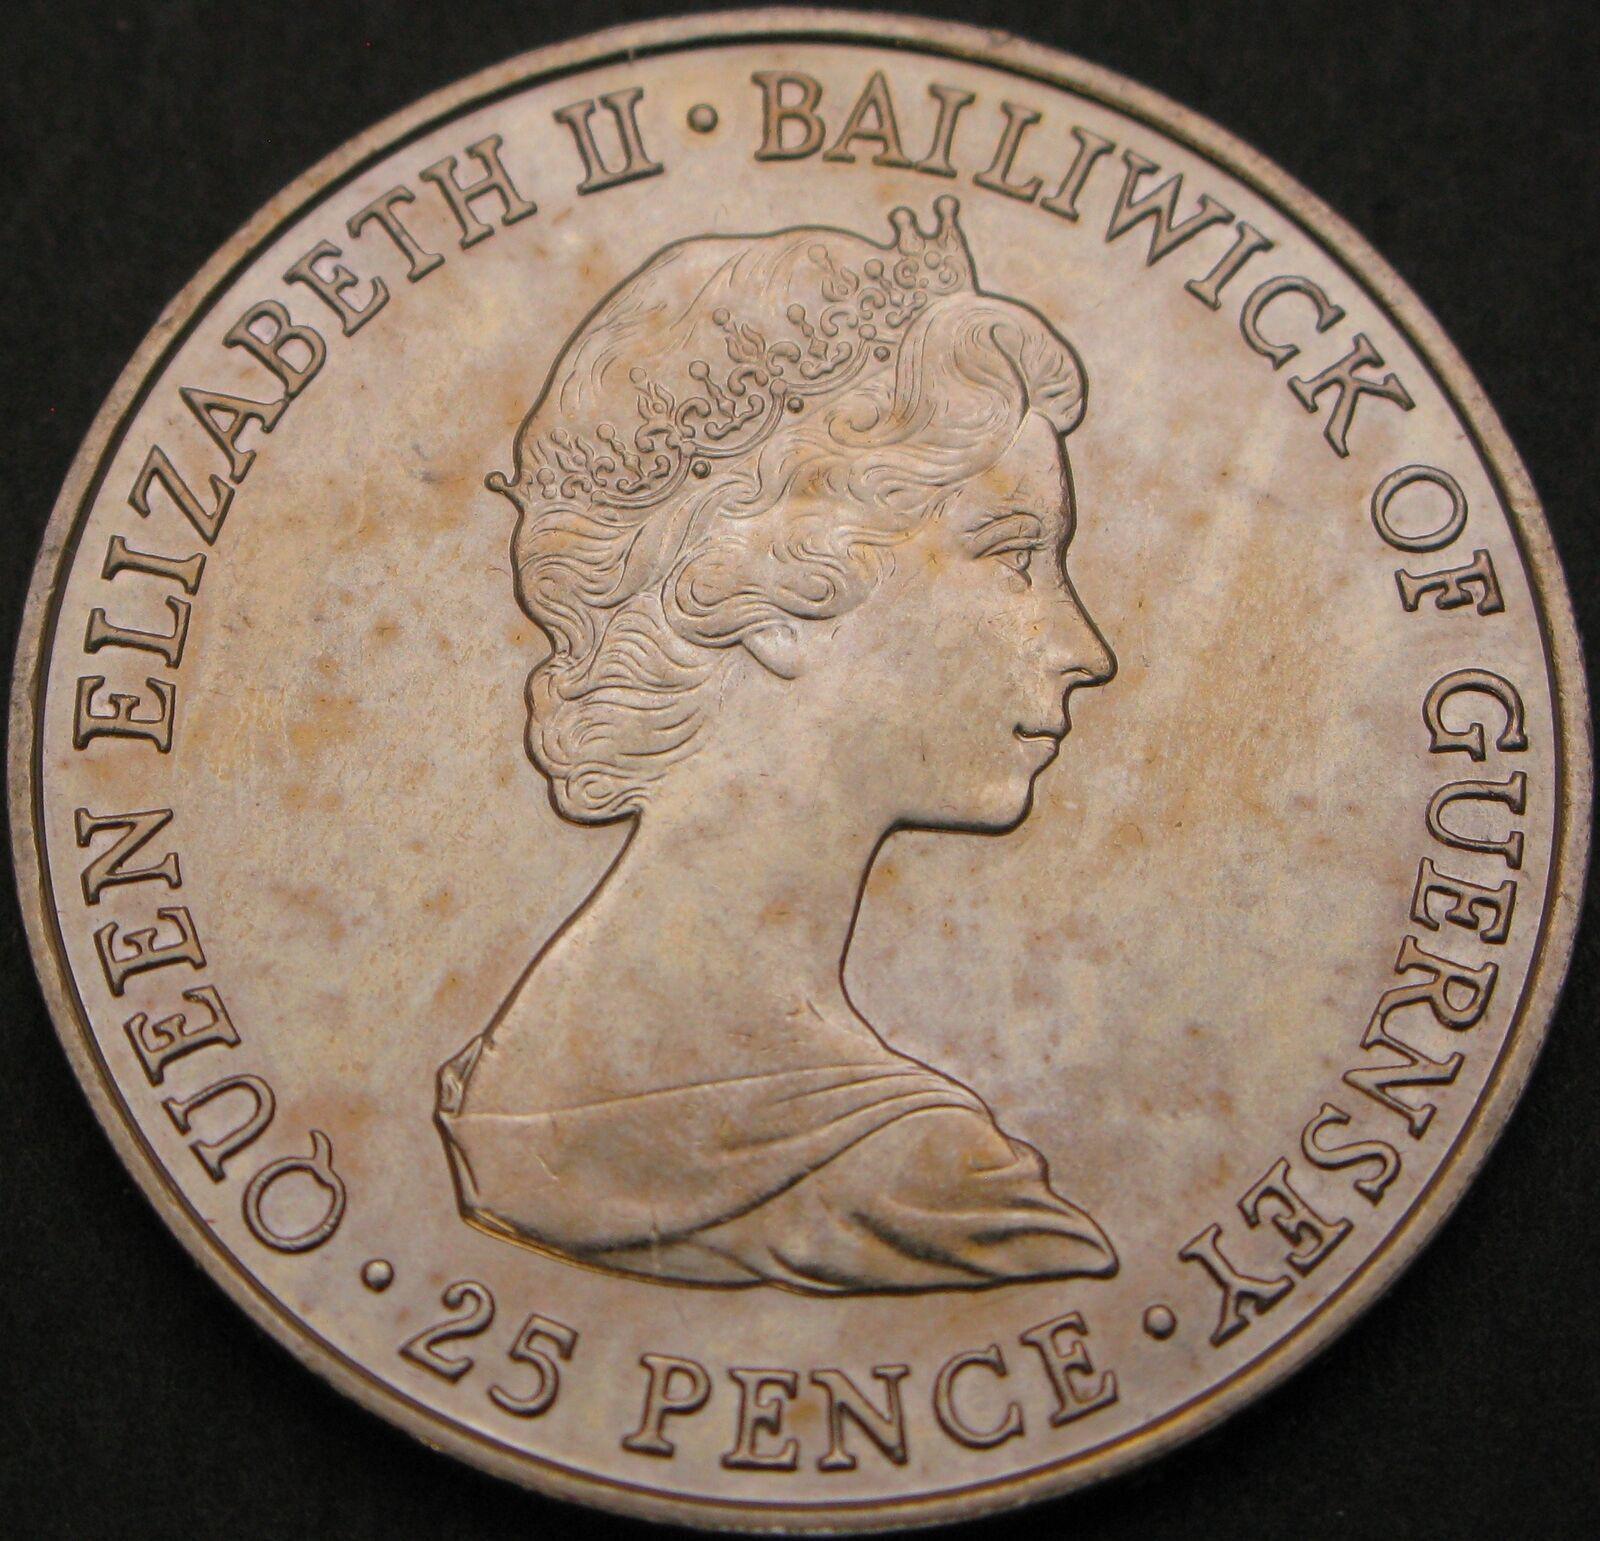 QUEEN ELIZABETH II · BAILIWICK OF GUERNSEY · 25 PENCE ·